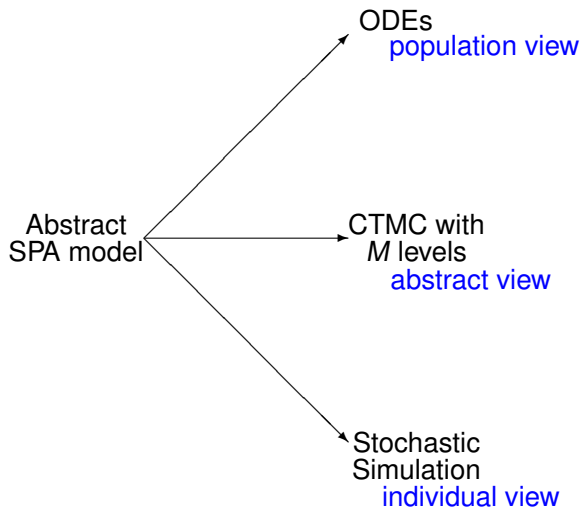 ODEs
population view
Abstract
SPA model
CTMC with
M levels
abstract view
Stochastic
Simulation
individual view